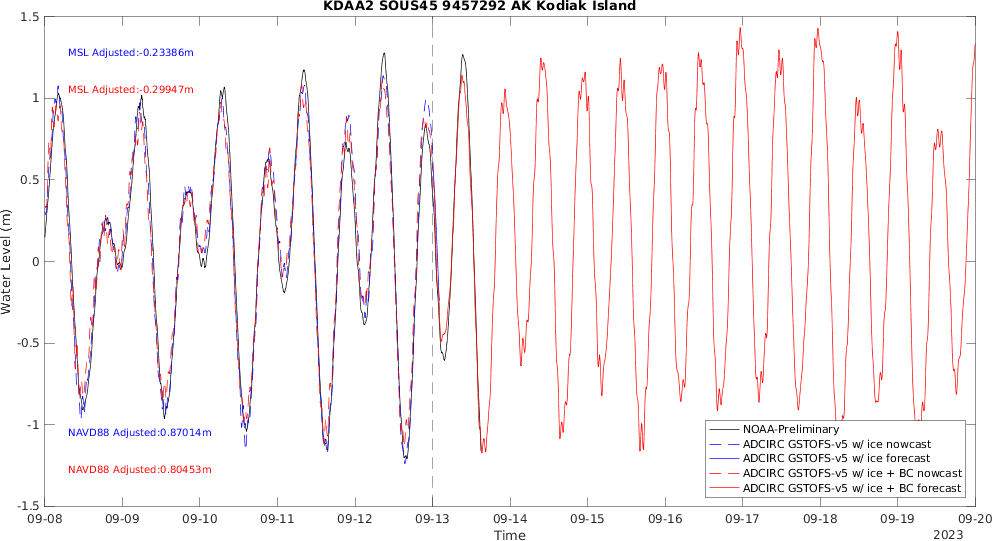 KDAA2 SOUS45 9457292 AK Kodiak Island
1.5
1
0.5
0
-0.5
-1
-1.5
Water Level (m)
MSL Adjusted:-0.23386m
MSL Adjusted:-0.29947m
NAVD88 Adjusted:0.87014m
NAVD88 Adjusted:0.80453m
NOAA-Preliminary
ADCIRC GSTOFS-v5 w/ ice nowcast
ADCIRC GSTOFS-v5 w/ ice forecast
ADCIRC GSTOFS-v5 w/ ice + BC nowcast
ADCIRC GSTOFS-v5 w/ ice + BC forecast
09-08 09-09 09-10 09-11 09-12 09-13 09-14 09-15 09-16 09-17 09-18 09-19 09-20
Time
2023